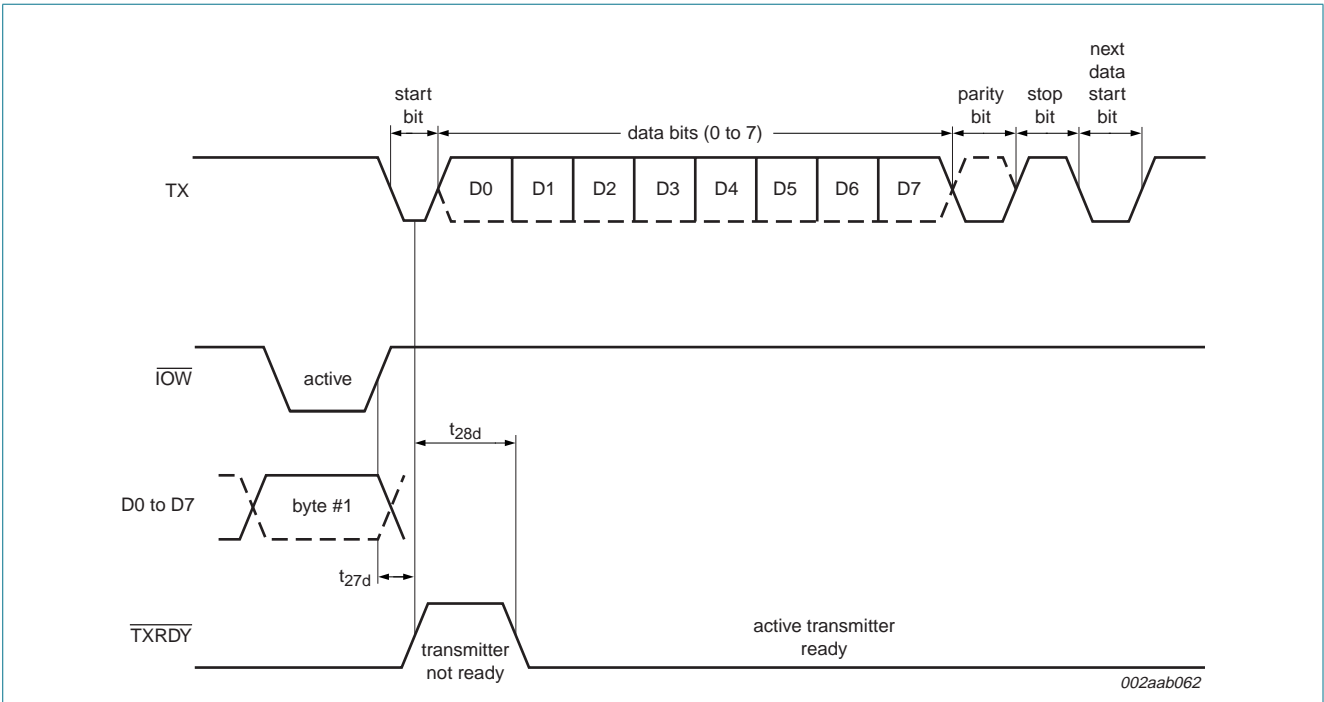 next
data
start
bit
start
bit
parity
bit
stop
bit
data bits (0 to 7)
TX
D0 D1 D2 D3 D4 D5 D6 D7
IOW
active
t28d
D0 to D7
byte #1
t27d
TXRDY
transmitter
not ready
active transmitter
ready
002aab062